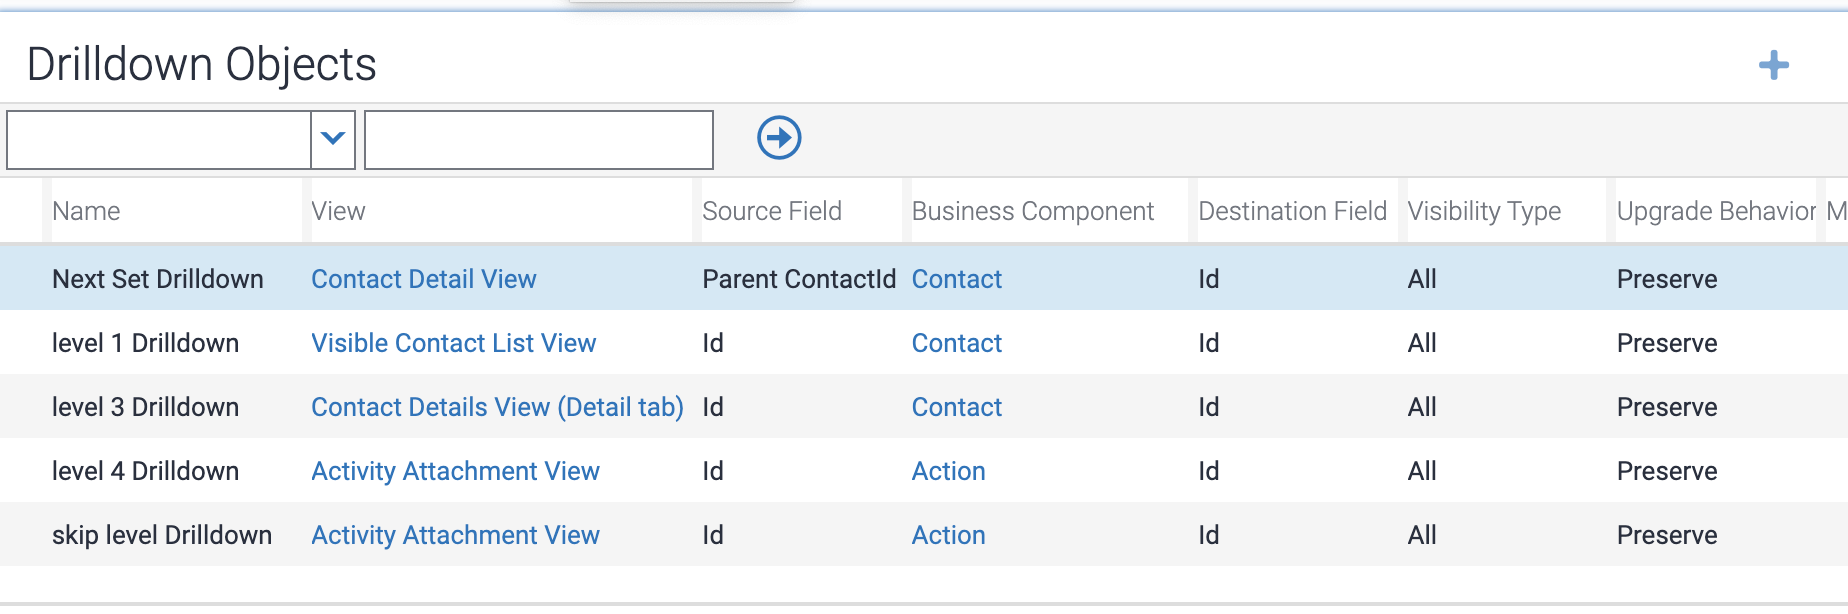 Drilldown Objects
Name View Source Field Business Component Destination Field Visibility Type Upgrade Behavior M
Next Set Drilldown Contact Detail View Parent ContactId Contact Id All Preserve
level 1 Drilldown Visible Contact List View Id Contact Id All Preserve
level 3 Drilldown Contact Details View (Detail tab) Id Contact Id All Preserve
level 4 Drilldown Activity Attachment View Id Action Id All Preserve
skip level Drilldown Activity Attachment View Id Action Id All Preserve